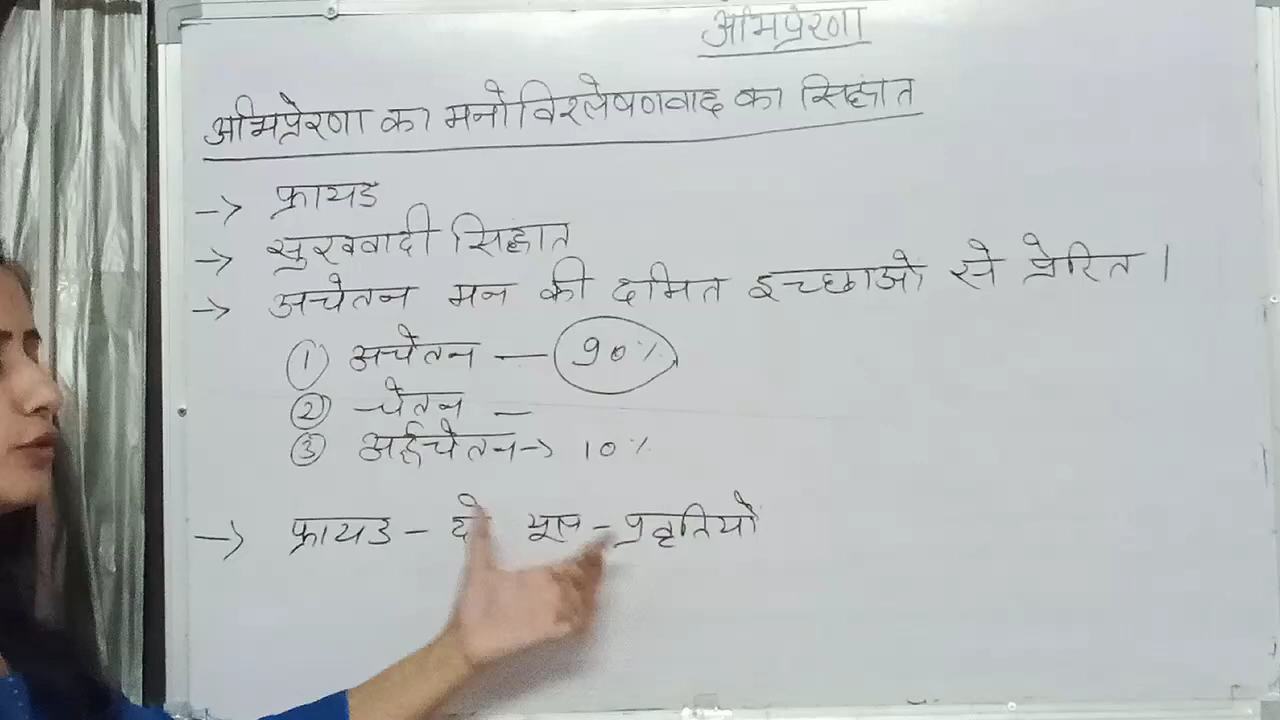 अभिप्रेरणा
अभिप्रेरणा का मनोविश्लेषणवाद का सिद्धांत
→ फ्रायड
→ सुखवादी सिद्धांत
→ अचेतन मन की दमित इच्छाओ से प्रेरित ।
① अचेतन — 90%
② चेतन —
③ अर्द्धचेतन → 10%
→ फ्रायड - दो मूल - प्रवृतियाँ